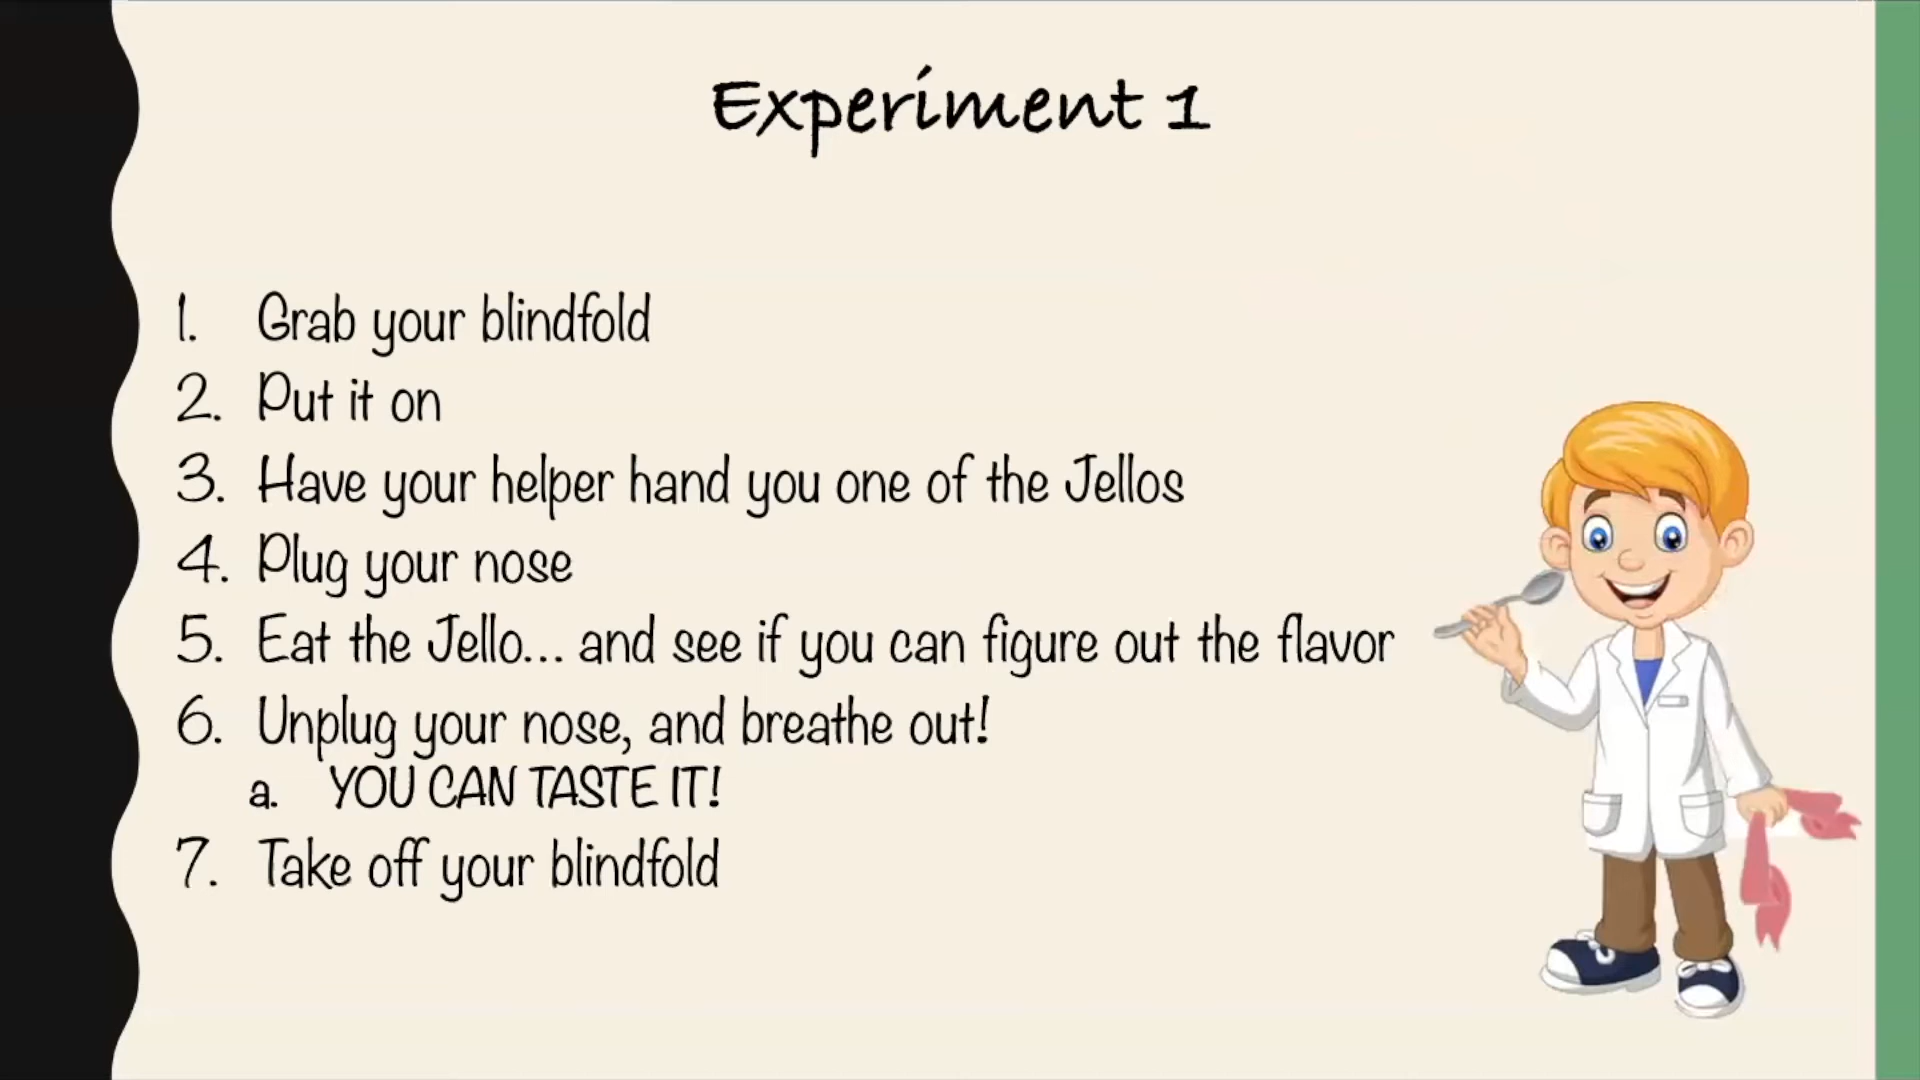 Experiment 1
1. Grab your blindfold
2. Put it on
3. Have your helper hand you one of the Jellos
4. Plug your nose
5. Eat the Jello... and see if you can figure out the flavor
6. Unplug your nose, and breathe out!
a. YOU CAN TASTE IT!
7. Take off your blindfold